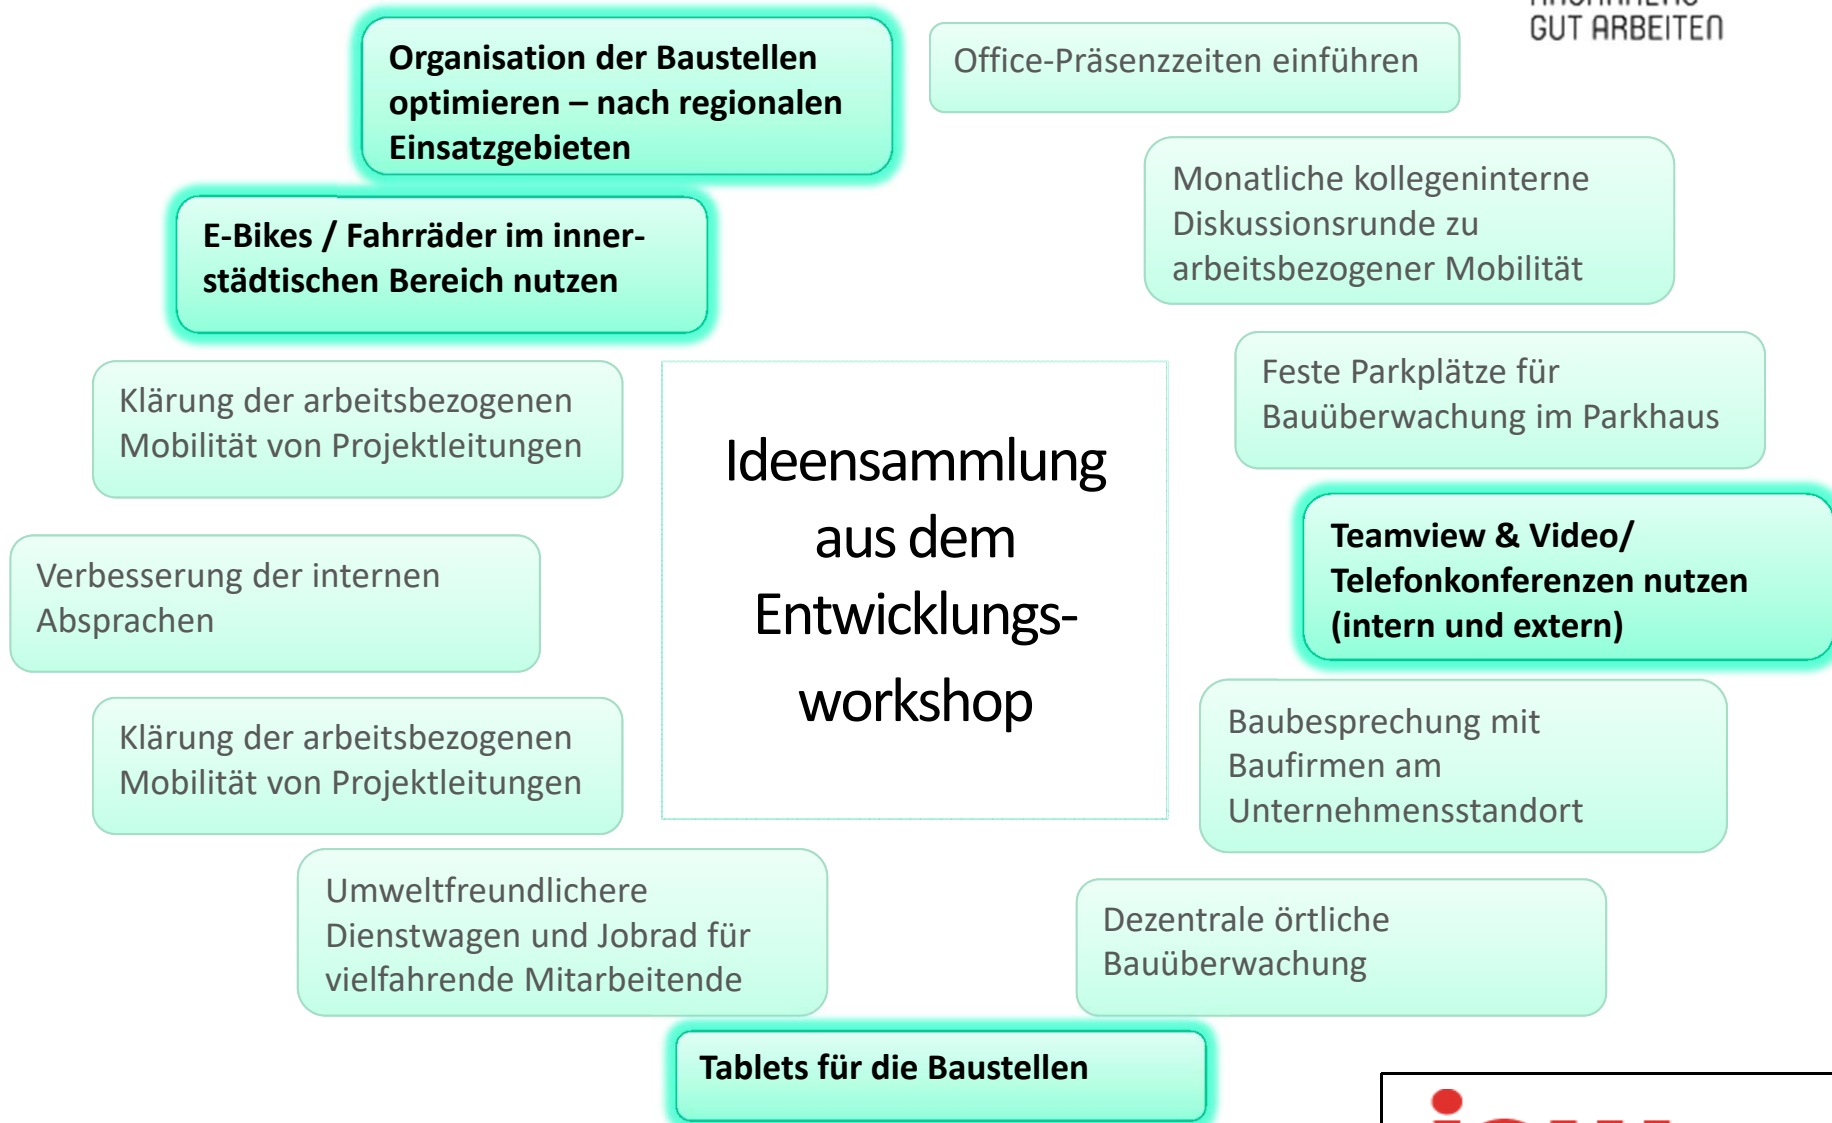 GUT ARBEITEN
Organisation der Baustellen
optimieren – nach regionalen
Einsatzgebieten
Office-Präsenzzeiten einführen
Monatliche kollegeninterne
Diskussionsrunde zu
arbeitsbezogener Mobilität
E-Bikes / Fahrräder im inner-
städtischen Bereich nutzen
Feste Parkplätze für
Bauüberwachung im Parkhaus
Klärung der arbeitsbezogenen
Mobilität von Projektleitungen
Ideensammlung
aus dem
Entwicklungs-
workshop
Teamview & Video/
Telefonkonferenzen nutzen
(intern und extern)
Verbesserung der internen
Absprachen
Klärung der arbeitsbezogenen
Mobilität von Projektleitungen
Baubesprechung mit
Baufirmen am
Unternehmensstandort
Umweltfreundlichere
Dienstwagen und Jobrad für
vielfahrende Mitarbeitende
Dezentrale örtliche
Bauüberwachung
Tablets für die Baustellen